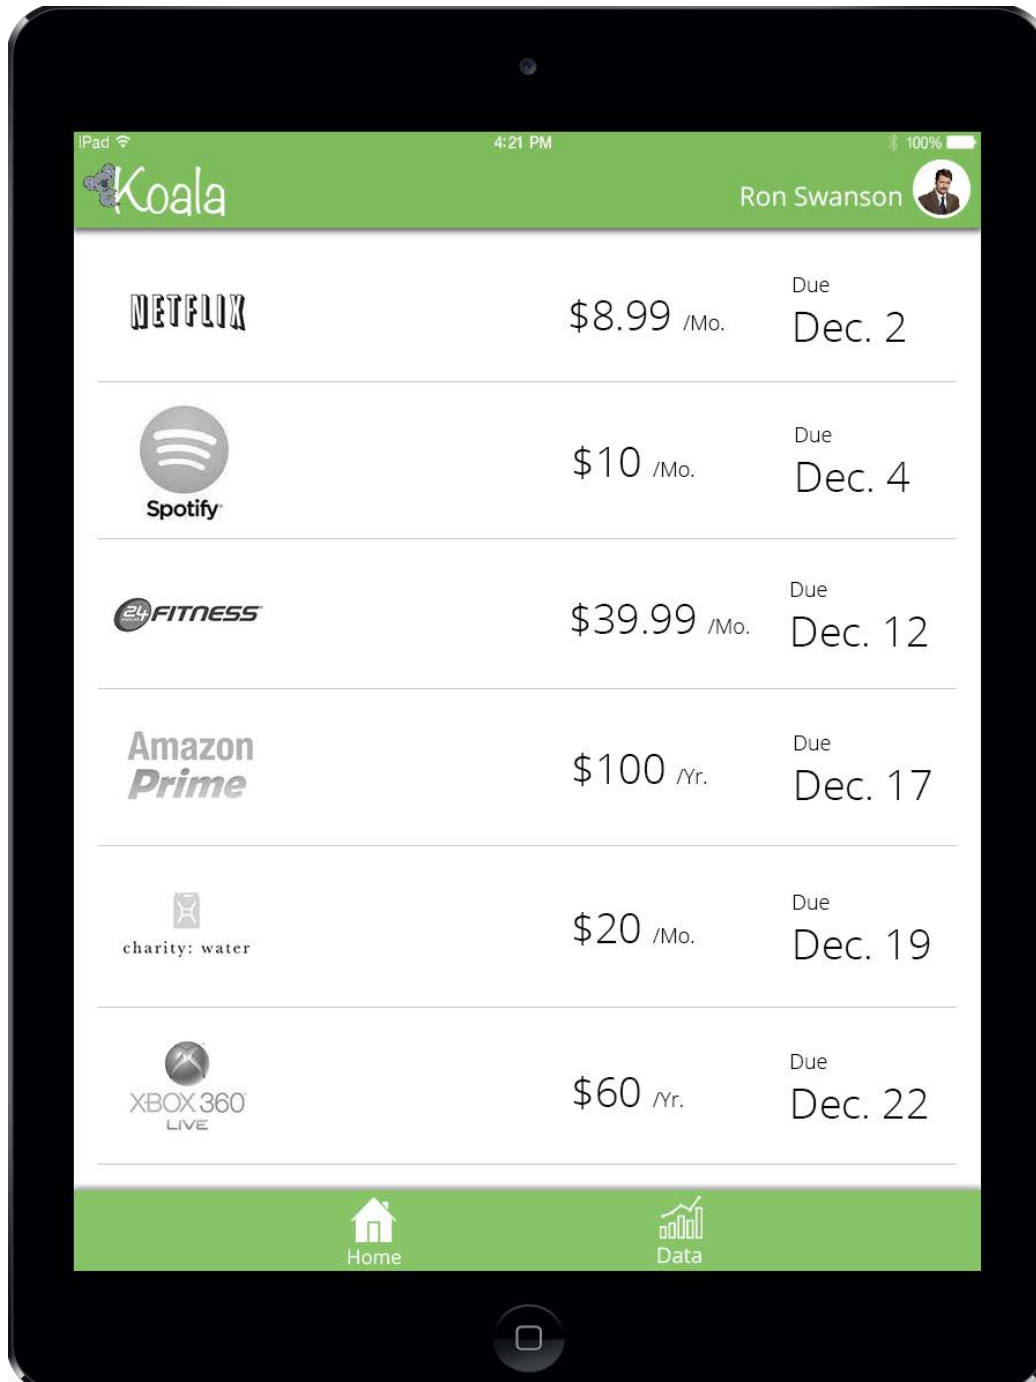 iPad 4:21 PM 100%
Koala
Ron Swanson
NETFLIX
$8.99 /Mo.
Due
Dec. 2
Spotify
$10 /Mo.
Due
Dec. 4
24 FITNESS
$39.99 /Mo.
Due
Dec. 12
Amazon
Prime
$100 /Yr.
Due
Dec. 17
charity: water
$20 /Mo.
Due
Dec. 19
XBOX 360
LIVE
$60 /Yr.
Due
Dec. 22
Home
Data